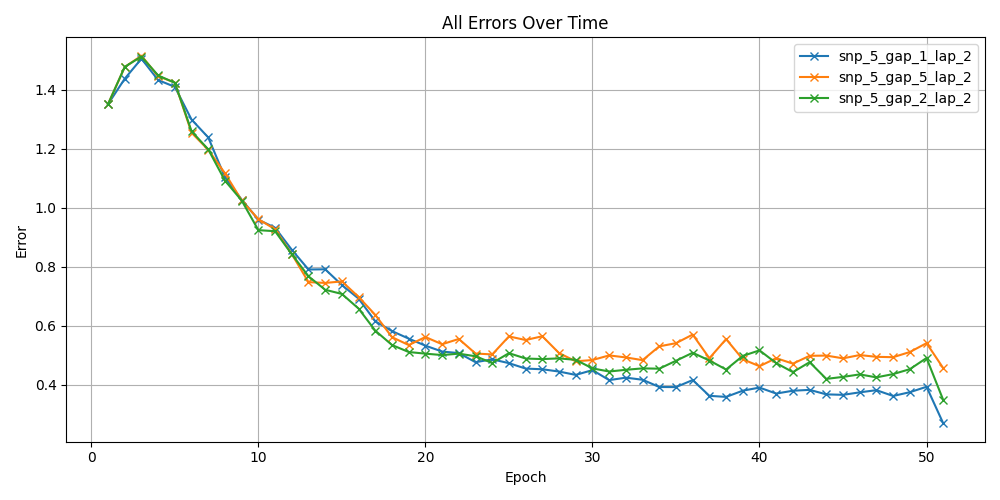 All Errors Over Time
snp_5_gap_1_lap_2
snp_5_gap_5_lap_2
snp_5_gap_2_lap_2
Error
1.4
1.2
1.0
0.8
0.6
0.4
0
10
20
30
40
50
Epoch